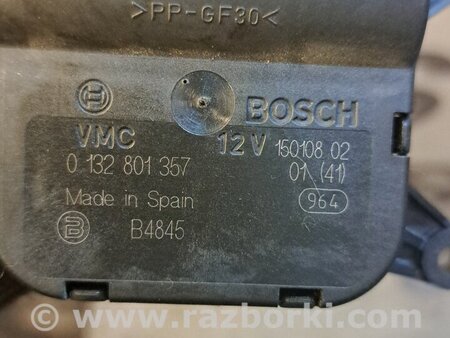 >PP-GF30<
BOSCH
VMC 12V 150108 02
0 132 801 357 01 (41)
Made in Spain 964
B4845
www.razborki.com